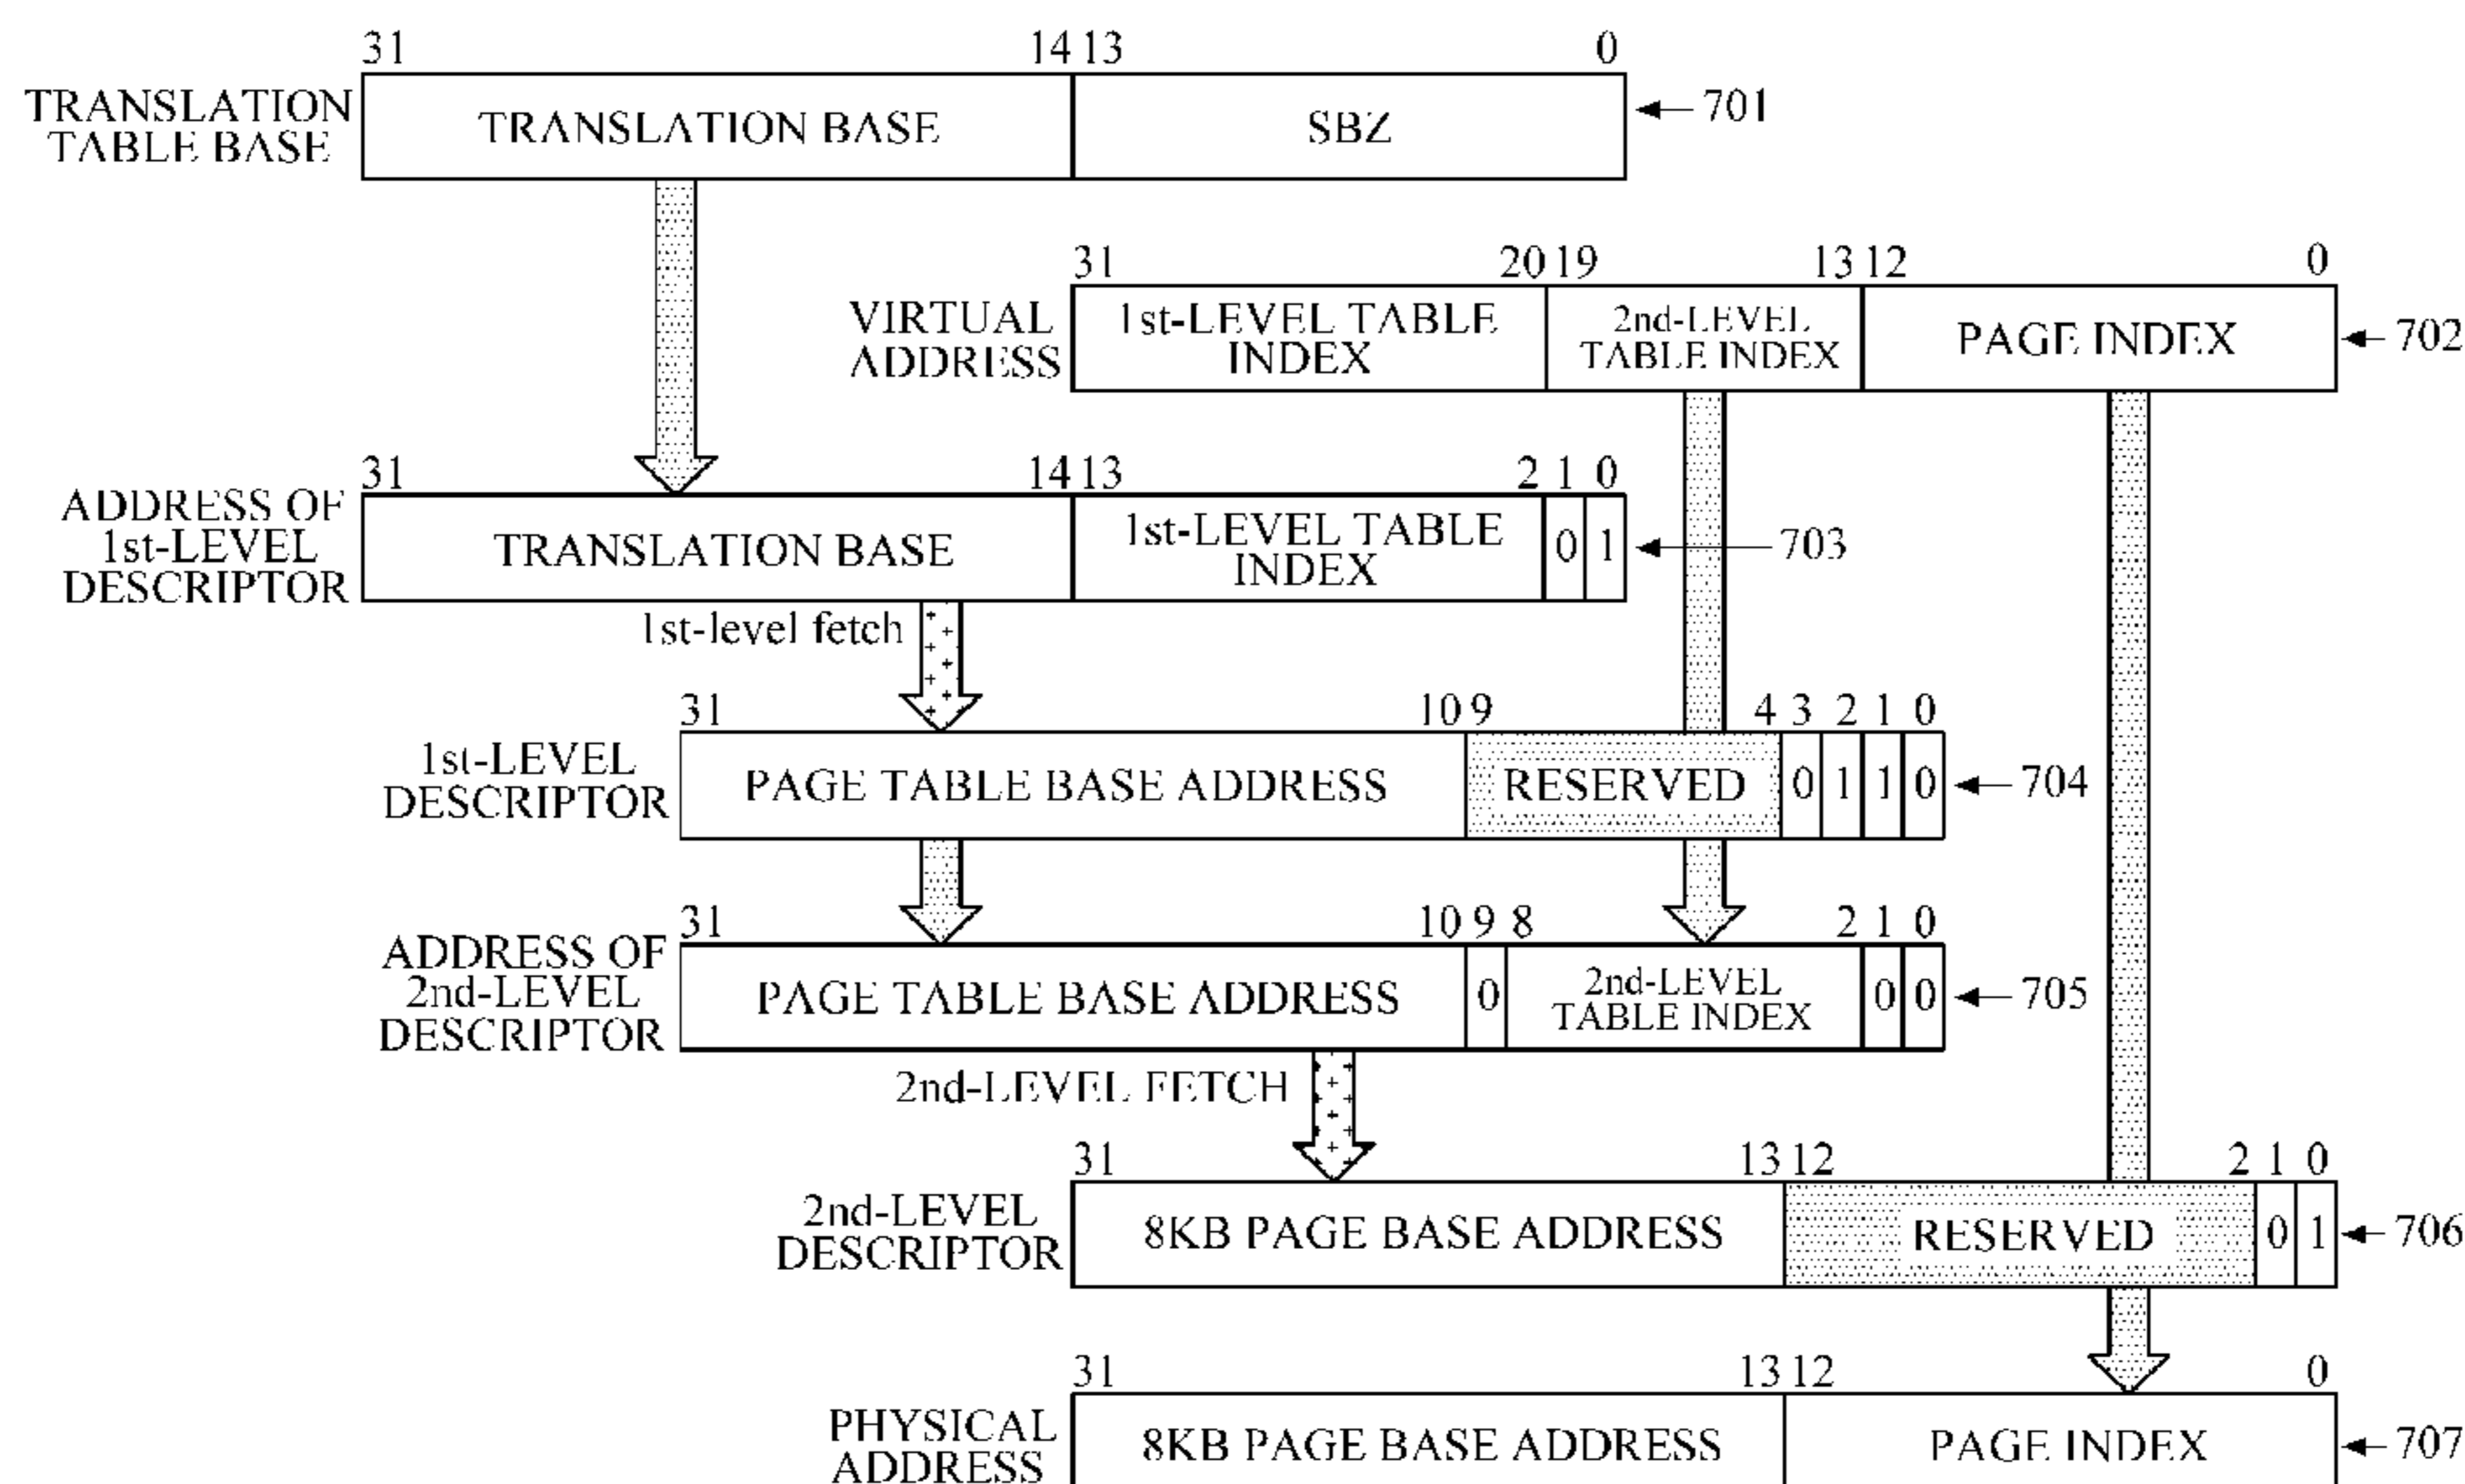 31 14 13 0
TRANSLATION
TABLE BASE
TRANSLATION BASE
SBZ
701
31 20 19 13 12 0
VIRTUAL
ADDRESS
1st-LEVEL TABLE
INDEX
2nd-LEVEL
TABLE INDEX
PAGE INDEX
702
31 14 13 2 1 0
ADDRESS OF
1st-LEVEL
DESCRIPTOR
TRANSLATION BASE
1st-LEVEL TABLE
INDEX
0 1
703
1st-level fetch
31 10 9 4 3 2 1 0
1st-LEVEL
DESCRIPTOR
PAGE TABLE BASE ADDRESS
RESERVED
0 1 1 0
704
31 10 9 8 2 1 0
ADDRESS OF
2nd-LEVEL
DESCRIPTOR
PAGE TABLE BASE ADDRESS
0
2nd-LEVEL
TABLE INDEX
0 0
705
2nd-LEVEL FETCH
31 13 12 2 1 0
2nd-LEVEL
DESCRIPTOR
8KB PAGE BASE ADDRESS
RESERVED
0 1
706
31 13 12 0
PHYSICAL
ADDRESS
8KB PAGE BASE ADDRESS
PAGE INDEX
707